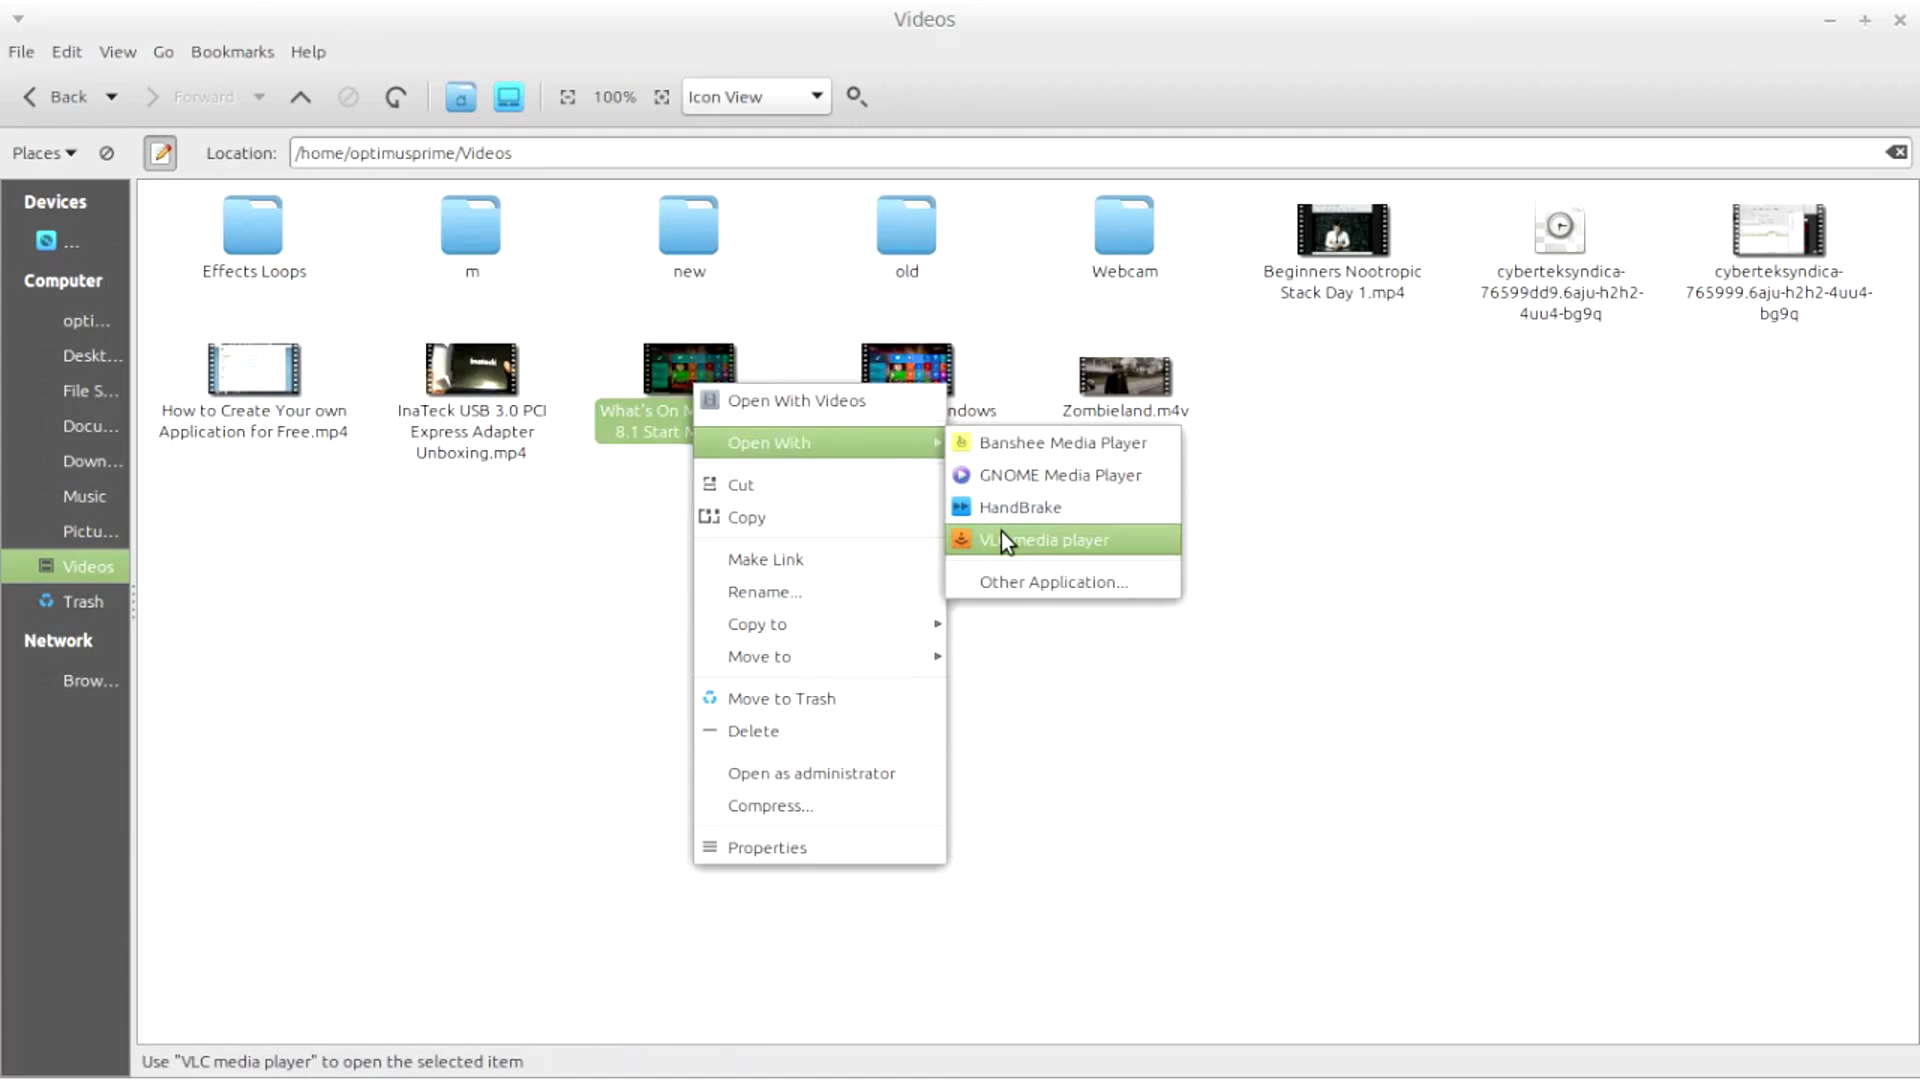 Videos
File Edit View Go Bookmarks Help
Back Forward 100% Icon View
Places Location: /home/optimusprime/Videos
Devices
...
Computer
opti...
Deskt...
File S...
Docu...
Down...
Music
Pictu...
Videos
Trash
Network
Brow...
Effects Loops
m
new
old
Webcam
Beginners Nootropic
Stack Day 1.mp4
cyberteksyndica-
76599dd9.6aju-h2h2-
4uu4-bg9q
cyberteksyndica-
765999.6aju-h2h2-4uu4-
bg9q
How to Create Your own
Application for Free.mp4
InaTeck USB 3.0 PCI
Express Adapter
Unboxing.mp4
What's On M
8.1 Start
ndows
Zombieland.m4v
Open With Videos
Open With
Cut
Copy
Make Link
Rename...
Copy to
Move to
Move to Trash
Delete
Open as administrator
Compress...
Properties
Banshee Media Player
GNOME Media Player
HandBrake
VLC media player
Other Application...
Use "VLC media player" to open the selected item